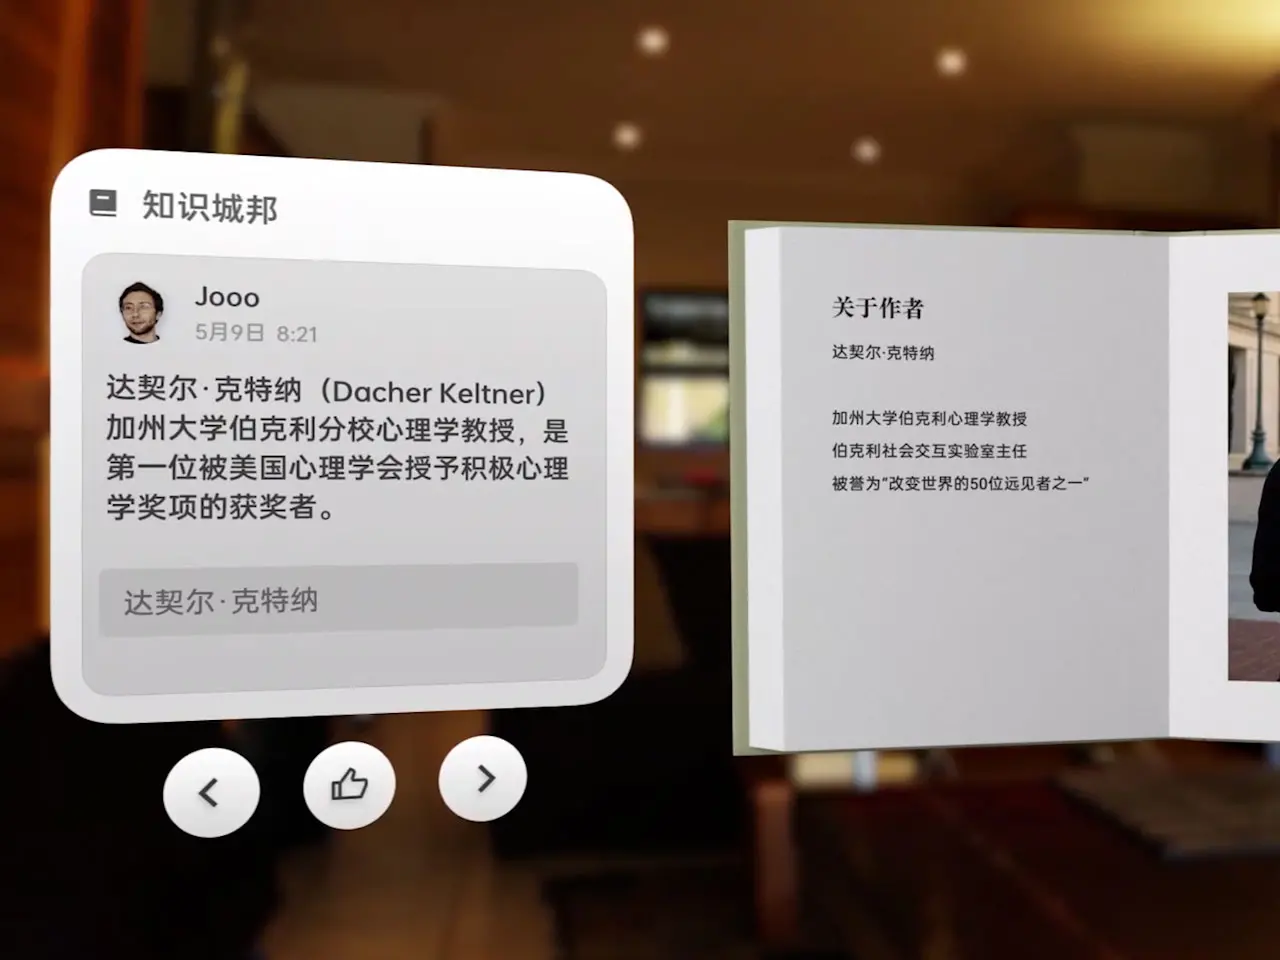 知识城邦
Jooo
5月9日 8:21
达契尔·克特纳（Dacher Keltner）
加州大学伯克利分校心理学教授，是
第一位被美国心理学会授予积极心理
学奖项的获奖者。
达契尔·克特纳
关于作者
达契尔·克特纳
加州大学伯克利心理学教授
伯克利社会交互实验室主任
被誉为“改变世界的50位远见者之一”